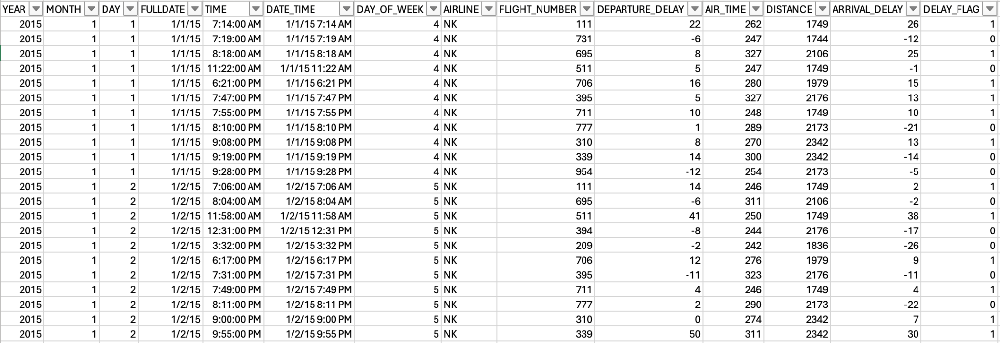 YEAR MONTH DAY FULLDATE TIME DATE_TIME DAY_OF_WEEK AIRLINE FLIGHT_NUMBER DEPARTURE_DELAY AIR_TIME DISTANCE ARRIVAL_DELAY DELAY_FLAG
2015 1 1 1/1/15 7:14:00 AM 1/1/15 7:14 AM 4 NK 111 22 262 1749 26 1
2015 1 1 1/1/15 7:19:00 AM 1/1/15 7:19 AM 4 NK 731 -6 247 1744 -12 0
2015 1 1 1/1/15 8:18:00 AM 1/1/15 8:18 AM 4 NK 695 8 327 2106 25 1
2015 1 1 1/1/15 11:22:00 AM 1/1/15 11:22 AM 4 NK 511 5 247 1749 -1 0
2015 1 1 1/1/15 6:21:00 PM 1/1/15 6:21 PM 4 NK 706 16 280 1979 15 1
2015 1 1 1/1/15 7:47:00 PM 1/1/15 7:47 PM 4 NK 395 5 327 2176 13 1
2015 1 1 1/1/15 7:55:00 PM 1/1/15 7:55 PM 4 NK 711 10 248 1749 10 1
2015 1 1 1/1/15 8:10:00 PM 1/1/15 8:10 PM 4 NK 777 1 289 2173 -21 0
2015 1 1 1/1/15 9:08:00 PM 1/1/15 9:08 PM 4 NK 310 8 270 2342 13 1
2015 1 1 1/1/15 9:19:00 PM 1/1/15 9:19 PM 4 NK 339 14 300 2342 -14 0
2015 1 1 1/1/15 9:28:00 PM 1/1/15 9:28 PM 4 NK 954 -12 254 2173 -5 0
2015 1 2 1/2/15 7:06:00 AM 1/2/15 7:06 AM 5 NK 111 14 246 1749 2 1
2015 1 2 1/2/15 8:04:00 AM 1/2/15 8:04 AM 5 NK 695 -6 311 2106 -2 0
2015 1 2 1/2/15 11:58:00 AM 1/2/15 11:58 AM 5 NK 511 41 250 1749 38 1
2015 1 2 1/2/15 12:31:00 PM 1/2/15 12:31 PM 5 NK 394 -8 244 2176 -17 0
2015 1 2 1/2/15 3:32:00 PM 1/2/15 3:32 PM 5 NK 209 -2 242 1836 -26 0
2015 1 2 1/2/15 6:17:00 PM 1/2/15 6:17 PM 5 NK 706 12 276 1979 9 1
2015 1 2 1/2/15 7:31:00 PM 1/2/15 7:31 PM 5 NK 395 -11 323 2176 -11 0
2015 1 2 1/2/15 7:49:00 PM 1/2/15 7:49 PM 5 NK 711 4 246 1749 4 1
2015 1 2 1/2/15 8:11:00 PM 1/2/15 8:11 PM 5 NK 777 2 290 2173 -22 0
2015 1 2 1/2/15 9:00:00 PM 1/2/15 9:00 PM 5 NK 310 0 274 2342 7 1
2015 1 2 1/2/15 9:55:00 PM 1/2/15 9:55 PM 5 NK 339 50 311 2342 30 1